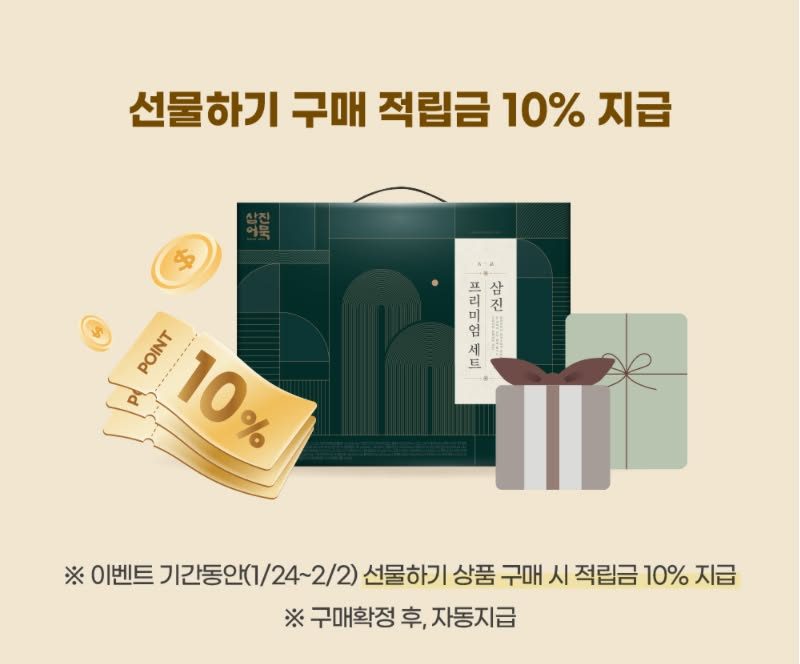 선물하기 구매 적립금 10% 지급
삼진
어묵
삼진
프리미엄 세트
POINT
10%
※ 이벤트 기간동안(1/24~2/2) 선물하기 상품 구매 시 적립금 10% 지급
※ 구매확정 후, 자동지급